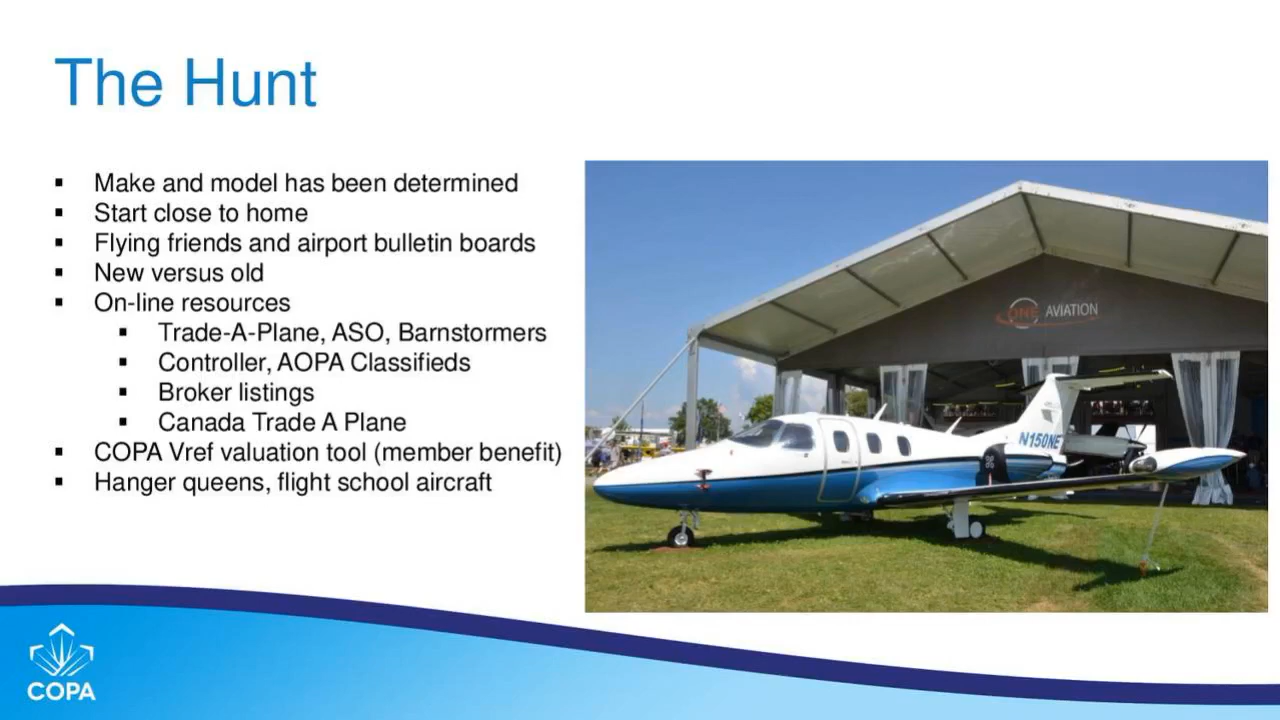 The Hunt
▪ Make and model has been determined
▪ Start close to home
▪ Flying friends and airport bulletin boards
▪ New versus old
▪ On-line resources
▪ Trade-A-Plane, ASO, Barnstormers
▪ Controller, AOPA Classifieds
▪ Broker listings
▪ Canada Trade A Plane
▪ COPA Vref valuation tool (member benefit)
▪ Hanger queens, flight school aircraft
ONE AVIATION
N150NE
COPA